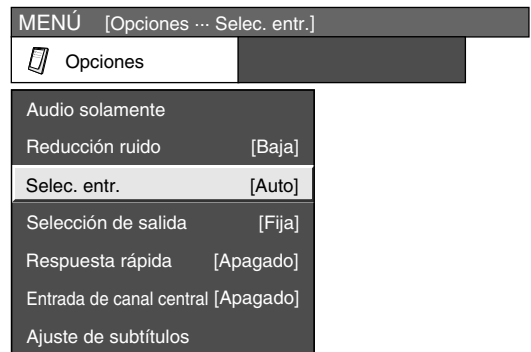 MENÚ [Opciones ··· Selec. entr.]
Opciones
Audio solamente
Reducción ruido [Baja]
Selec. entr. [Auto]
Selección de salida [Fija]
Respuesta rápida [Apagado]
Entrada de canal central [Apagado]
Ajuste de subtítulos